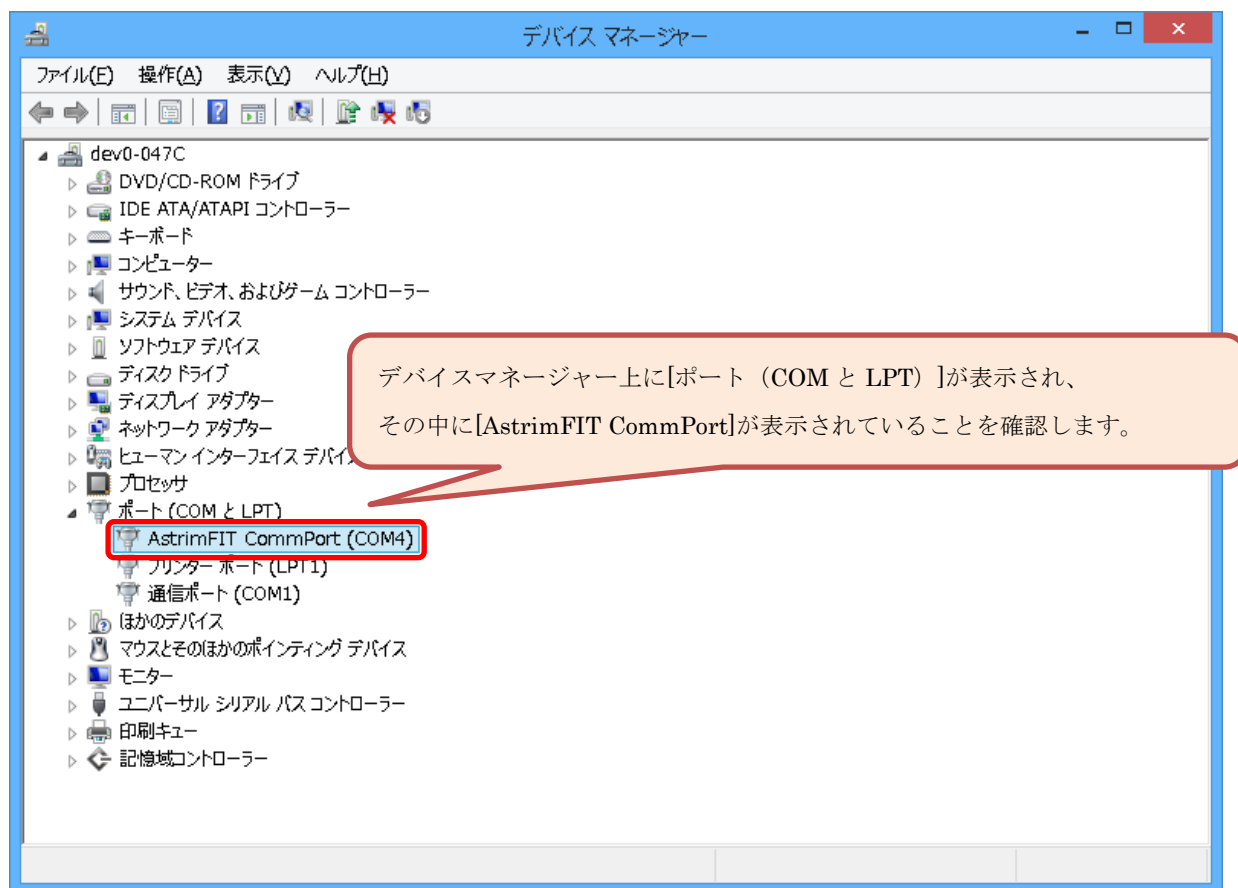 デバイス マネージャー
ファイル(F) 操作(A) 表示(V) ヘルプ(H)
dev0-047C
DVD/CD-ROM ドライブ
IDE ATA/ATAPI コントローラー
キーボード
コンピューター
サウンド、ビデオ、およびゲーム コントローラー
システム デバイス
ソフトウェア デバイス
ディスク ドライブ
ディスプレイ アダプター
ネットワーク アダプター
ヒューマン インターフェイス デバイス
プロセッサ
ポート (COM と LPT)
AstrimFIT CommPort (COM4)
プリンター ポート (LPT1)
通信ポート (COM1)
ほかのデバイス
マウスとそのほかのポインティング デバイス
モニター
ユニバーサル シリアル バス コントローラー
印刷キュー
記憶域コントローラー
デバイスマネージャー上に[ポート（COM と LPT）]が表示され、
その中に[AstrimFIT CommPort]が表示されていることを確認します。